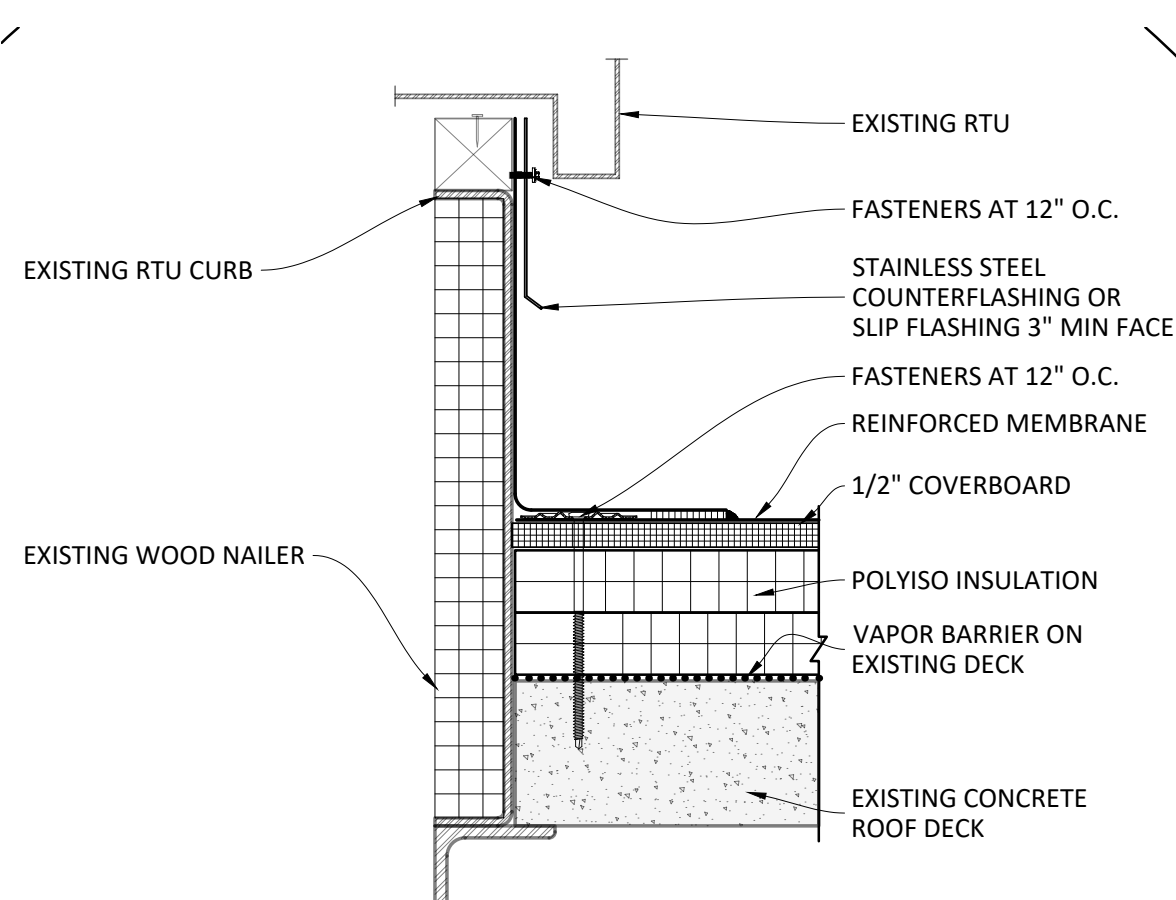 EXISTING RTU
FASTENERS AT 12" O.C.
EXISTING RTU CURB
STAINLESS STEEL
COUNTERFLASHING OR
SLIP FLASHING 3" MIN FACE
FASTENERS AT 12" O.C.
REINFORCED MEMBRANE
1/2" COVERBOARD
EXISTING WOOD NAILER
POLYISO INSULATION
VAPOR BARRIER ON
EXISTING DECK
EXISTING CONCRETE
ROOF DECK